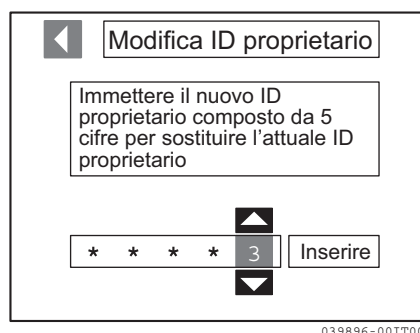 Modifica ID proprietario
Immettere il nuovo ID
proprietario composto da 5
cifre per sostituire l'attuale ID
proprietario
* * * * 3 Inserire